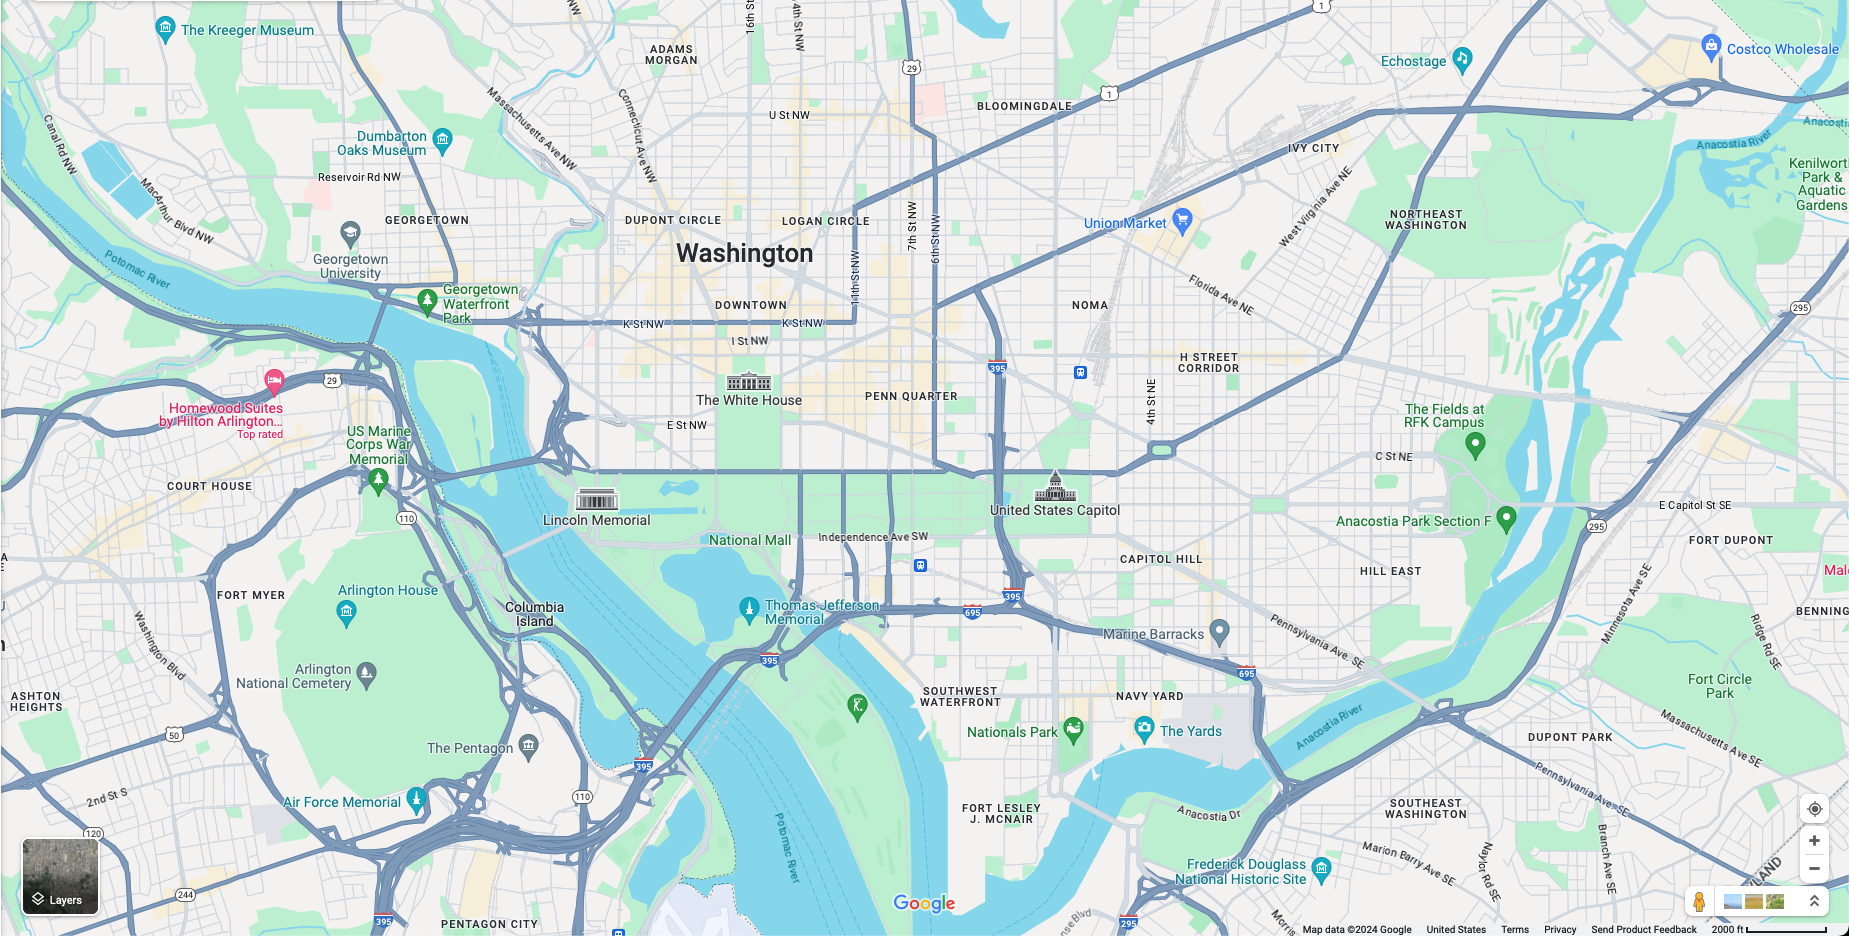 16th St
4th St NW
1
NW
The Kreeger Museum
ADAMS
MORGAN
29
Echostage
Costco Wholesale
Massachusetts Ave NW
Connecticut Ave NW
U St NW
BLOOMINGDALE
1
Canal Rd NW
Dumbarton
Oaks Museum
IVY CITY
Anacostia River
Anacosti
Reservoir Rd NW
Kenilwort
Park &
Aquatic
Gardens
MacArthur Blvd NW
GEORGETOWN
DUPONT CIRCLE
LOGAN CIRCLE
7th St NW
6th St NW
Union Market
West Virginia Ave NE
NORTHEAST
WASHINGTON
Washington
Georgetown
University
Potomac River
11th St NW
Georgetown
Waterfront
Park
DOWNTOWN
NOMA
Florida Ave NE
295
K St NW
K St NW
I St NW
H STREET
CORRIDOR
395
29
The White House
PENN QUARTER
4th St NE
Homewood Suites
by Hilton Arlington...
Top rated
The Fields at
RFK Campus
E St NW
US Marine
Corps War
Memorial
C St NE
COURT HOUSE
Lincoln Memorial
United States Capitol
E Capitol St SE
110
Anacostia Park Section F
295
National Mall
Independence Ave SW
FORT DUPONT
CAPITOL HILL
HILL EAST
Mal
FORT MYER
Arlington House
Columbia
Island
Thomas Jefferson
Memorial
395
695
Minnesota Ave SE
BENNING
Washington Blvd
Marine Barracks
Pennsylvania Ave. SE
Ridge Rd SE
395
695
Arlington
National Cemetery
ASHTON
HEIGHTS
SOUTHWEST
WATERFRONT
NAVY YARD
Fort Circle
Park
50
The Pentagon
Nationals Park
The Yards
Anacostia River
DUPONT PARK
Massachusetts Ave SE
395
Pennsylvania Ave. SE
2nd St S
Air Force Memorial
110
FORT LESLEY
J. MCNAIR
Anacostia Dr
SOUTHEAST
WASHINGTON
120
Potomac River
Marion Barry Ave SE
Naylor Rd SE
Branch Ave SE
YLAND
Frederick Douglass
National Historic Site
244
Layers
Google
395
PENTAGON CITY
295
nse Blvd
Morris
Map data ©2024 Google
United States
Terms
Privacy
Send Product Feedback
2000 ft